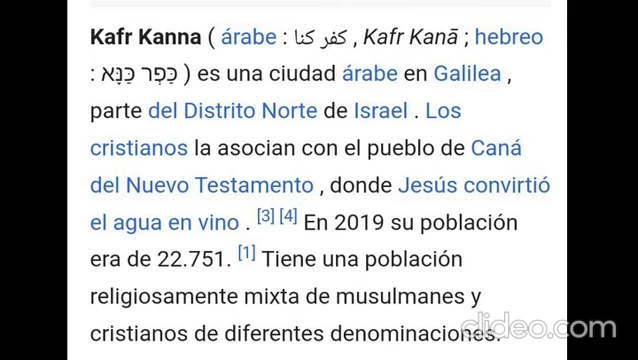 Kafr Kanna ( árabe : كفر كنا , Kafr Kanā ; hebreo
: כַּפְר כַּנָּא ) es una ciudad árabe en Galilea ,
parte del Distrito Norte de Israel . Los
cristianos la asocian con el pueblo de Caná
del Nuevo Testamento , donde Jesús convirtió
el agua en vino . [3] [4] En 2019 su población
era de 22.751. [1] Tiene una población
religiosamente mixta de musulmanes y
cristianos de diferentes denominaciones.
clideo.com